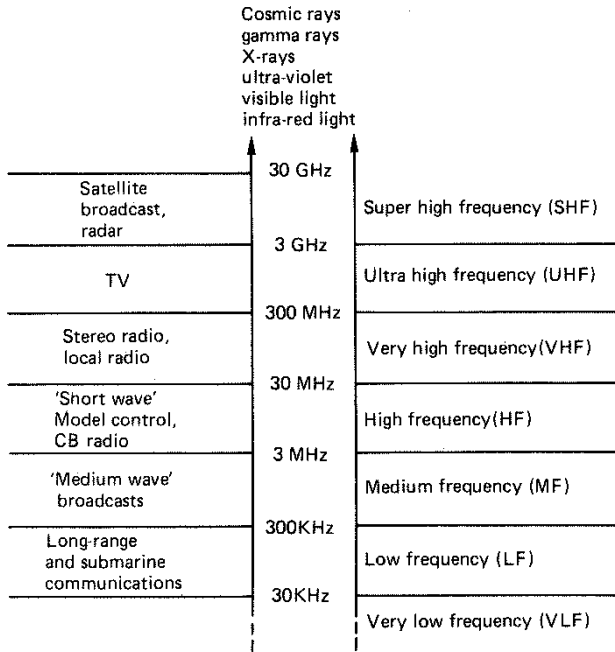 Cosmic rays
gamma rays
X-rays
ultra-violet
visible light
infra-red light
30 GHz
Satellite
broadcast,
radar
Super high frequency (SHF)
3 GHz
TV
Ultra high frequency (UHF)
300 MHz
Stereo radio,
local radio
Very high frequency(VHF)
30 MHz
'Short wave'
Model control,
CB radio
High frequency(HF)
3 MHz
'Medium wave'
broadcasts
Medium frequency (MF)
300KHz
Long-range
and submarine
communications
Low frequency (LF)
30KHz
Very low frequency (VLF)